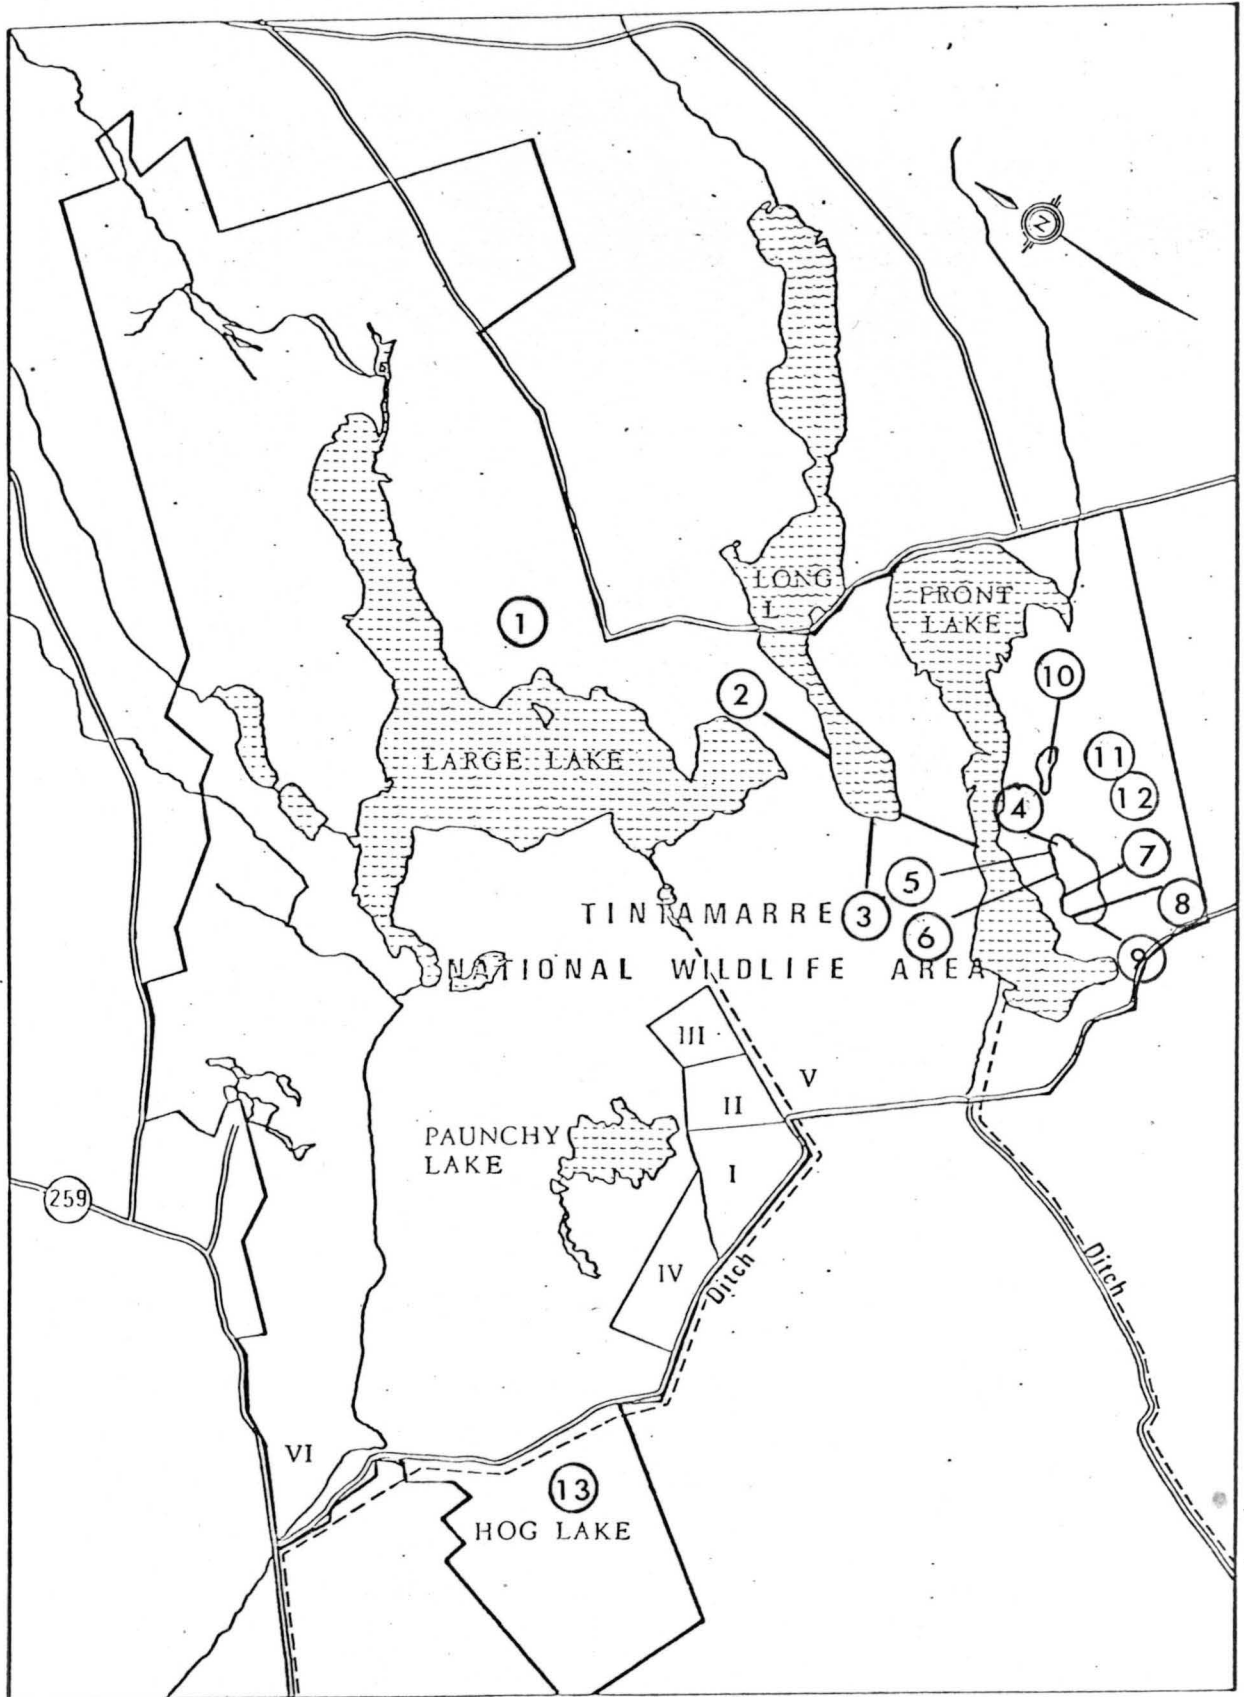 N
LONG
L
FRONT
LAKE
1
10
2
LARGE LAKE
11
12
4
7
5
8
3
TINTAMARRE
6
9
NATIONAL WILDLIFE AREA
III
V
II
PAUNCHY
LAKE
I
259
IV
Ditch
Ditch
VI
13
HOG LAKE